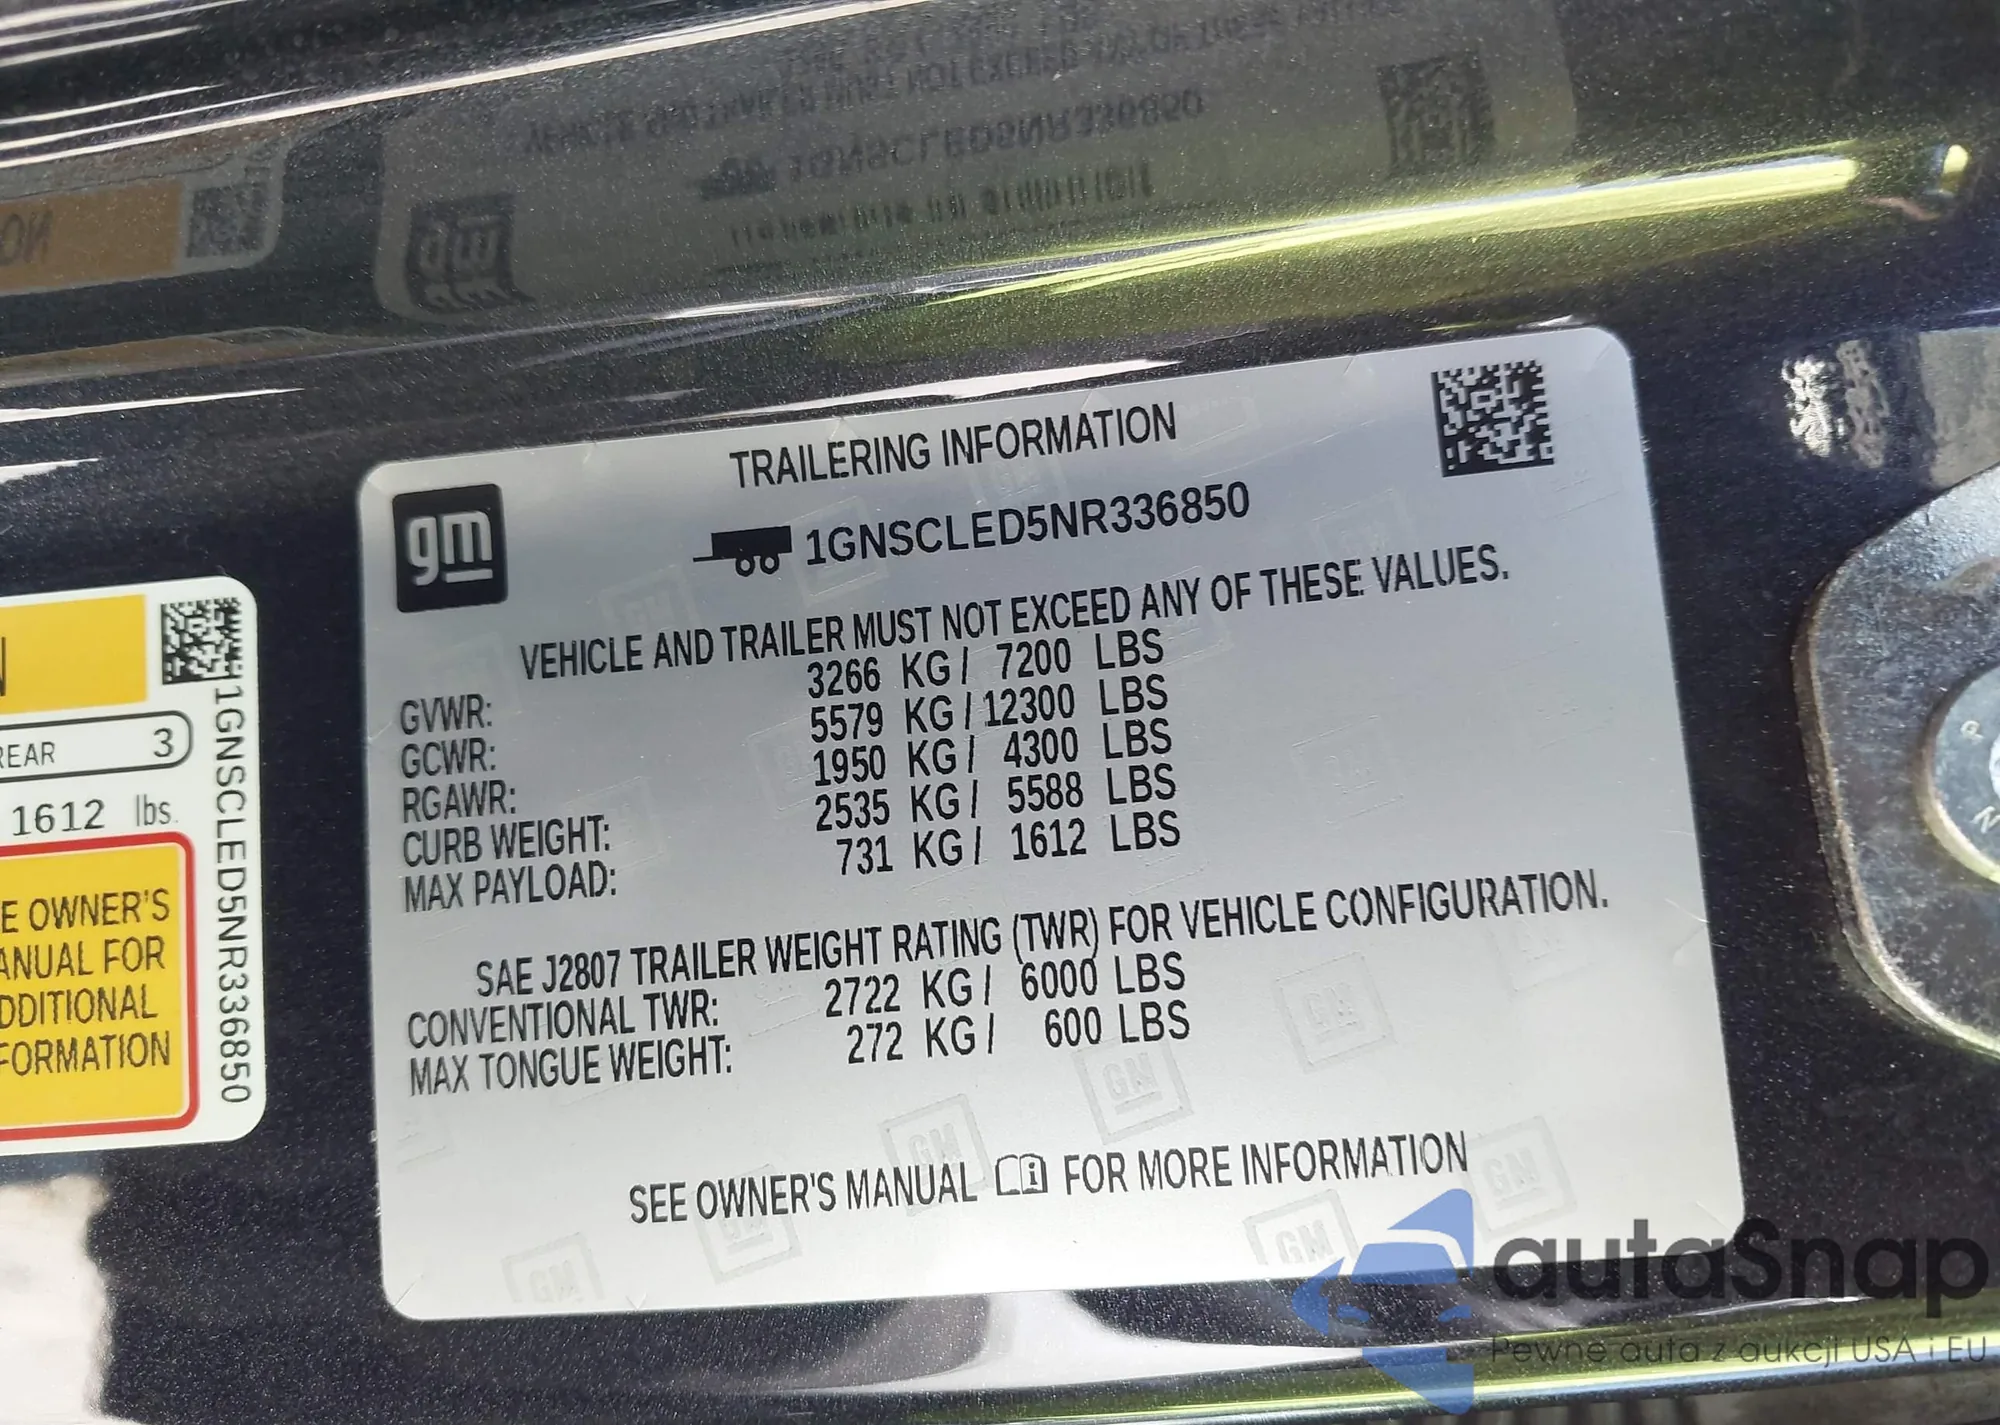 TRAILERING INFORMATION
gm
1GNSCLED5NR336850
VEHICLE AND TRAILER MUST NOT EXCEED ANY OF THESE VALUES.
GVWR: 3266 KG / 7200 LBS
GCWR: 5579 KG / 12300 LBS
RGAWR: 1950 KG / 4300 LBS
CURB WEIGHT: 2535 KG / 5588 LBS
MAX PAYLOAD: 731 KG / 1612 LBS
SAE J2807 TRAILER WEIGHT RATING (TWR) FOR VEHICLE CONFIGURATION.
CONVENTIONAL TWR: 2722 KG / 6000 LBS
MAX TONGUE WEIGHT: 272 KG / 600 LBS
SEE OWNER'S MANUAL FOR MORE INFORMATION
N
REAR 3
1612 lbs.
E OWNER'S
ANUAL FOR
DDITIONAL
FORMATION
1GNSCLED5NR336850
P
N
autaSnap
Pewne auta z aukcji USA i EU